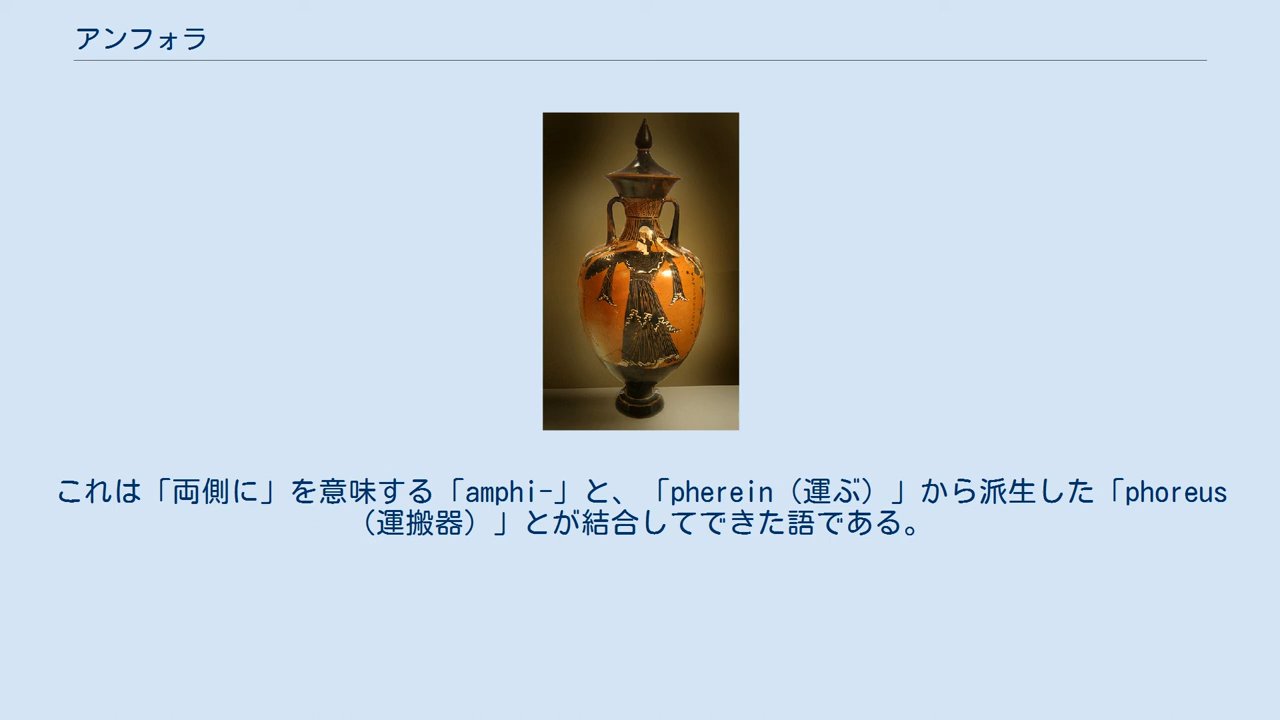 アンフォラ
これは「両側に」を意味する「amphi-」と、「pherein（運ぶ）」から派生した「phoreus
（運搬器）」とが結合してできた語である。